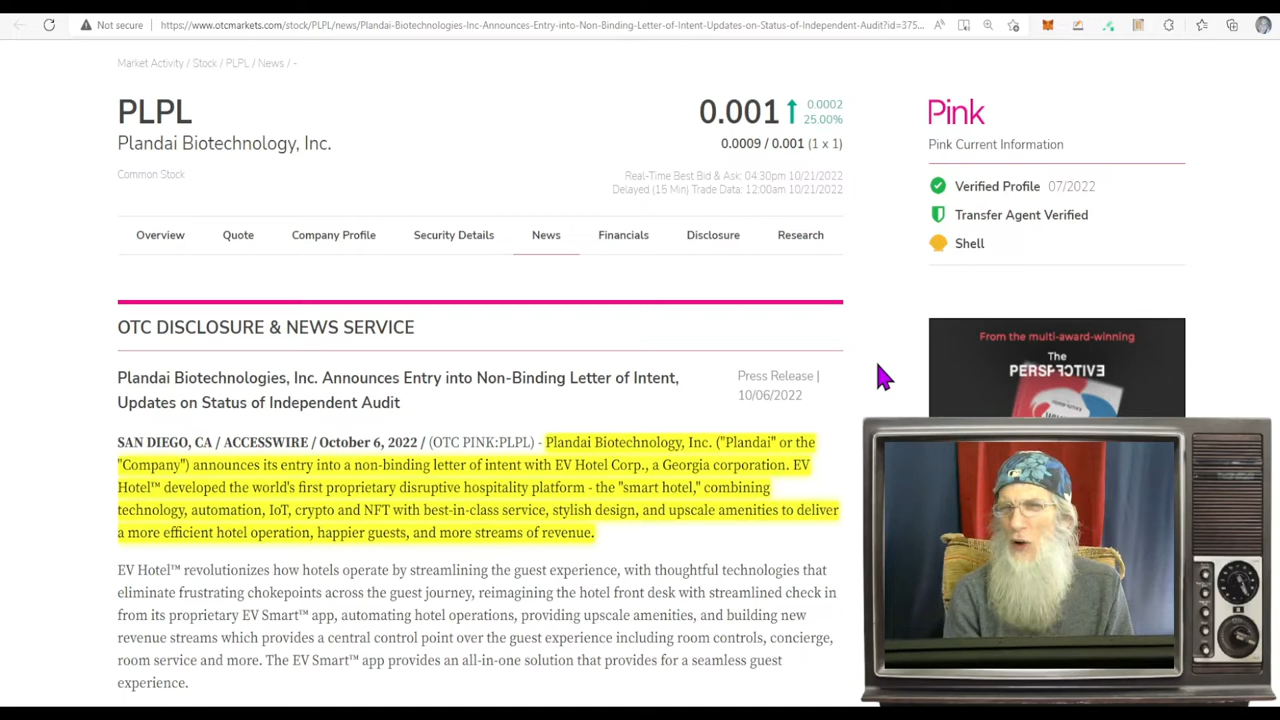 Not secure
https://www.otcmarkets.com/stock/PLPL/news/Plandai-Biotechnologies-Inc-Announces-Entry-into-Non-Binding-Letter-of-Intent-Updates-on-Status-of-Independent-Audit?id=375...
Market Activity / Stock / PLPL / News / -
PLPL
0.001
0.0002
25.00%
Plandai Biotechnology, Inc.
0.0009 / 0.001 (1 x 1)
Common Stock
Real-Time Best Bid & Ask: 04:30pm 10/21/2022
Delayed (15 Min) Trade Data: 12:00am 10/21/2022
Pink
Pink Current Information
Verified Profile 07/2022
Transfer Agent Verified
Shell
Overview Quote Company Profile Security Details News Financials Disclosure Research
OTC DISCLOSURE & NEWS SERVICE
Plandai Biotechnologies, Inc. Announces Entry into Non-Binding Letter of Intent,
Updates on Status of Independent Audit
Press Release |
10/06/2022
SAN DIEGO, CA / ACCESSWIRE / October 6, 2022 / (OTC PINK:PLPL) - Plandai Biotechnology, Inc. ("Plandai" or the
"Company") announces its entry into a non-binding letter of intent with EV Hotel Corp., a Georgia corporation. EV
Hotel™ developed the world's first proprietary disruptive hospitality platform - the "smart hotel," combining
technology, automation, IoT, crypto and NFT with best-in-class service, stylish design, and upscale amenities to deliver
a more efficient hotel operation, happier guests, and more streams of revenue.
EV Hotel™ revolutionizes how hotels operate by streamlining the guest experience, with thoughtful technologies that
eliminate frustrating chokepoints across the guest journey, reimagining the hotel front desk with streamlined check in
from its proprietary EV Smart™ app, automating hotel operations, providing upscale amenities, and building new
revenue streams which provides a central control point over the guest experience including room controls, concierge,
room service and more. The EV Smart™ app provides an all-in-one solution that provides for a seamless guest
experience.
From the multi-award-winning
The
PERSPECTIVE